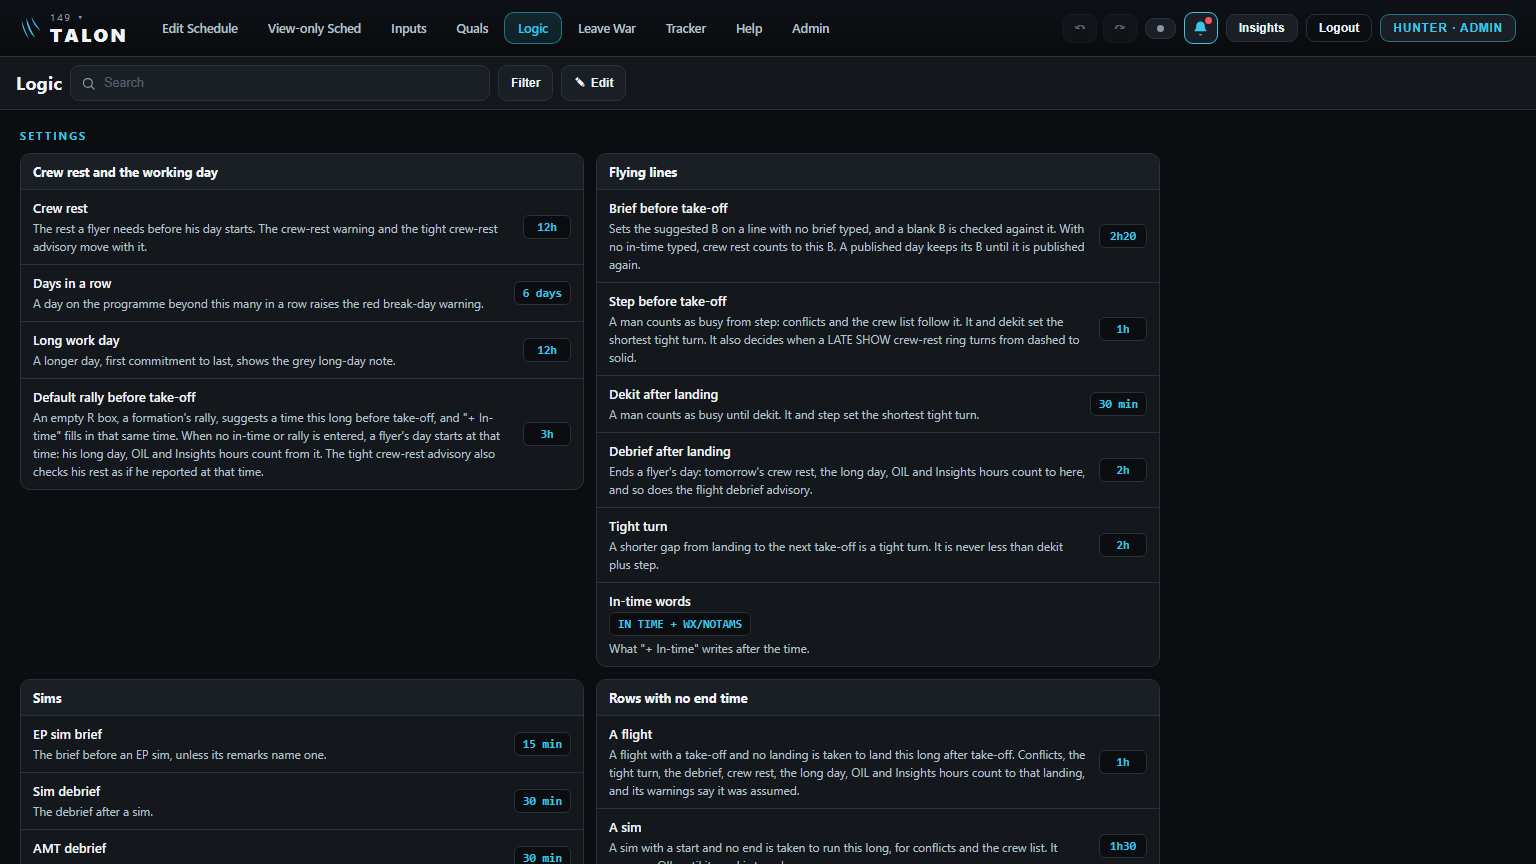 149
TALON
Edit Schedule
View-only Sched
Inputs
Quals
Logic
Leave War
Tracker
Help
Admin
Insights
Logout
HUNTER · ADMIN
Logic
Search
Filter
Edit
SETTINGS
Crew rest and the working day
Crew rest
The rest a flyer needs before his day starts. The crew-rest warning and the tight crew-rest
advisory move with it.
12h
Days in a row
A day on the programme beyond this many in a row raises the red break-day warning.
6 days
Long work day
A longer day, first commitment to last, shows the grey long-day note.
12h
Default rally before take-off
An empty R box, a formation's rally, suggests a time this long before take-off, and "+ In-
time" fills in that same time. When no in-time or rally is entered, a flyer's day starts at that
time: his long day, OIL and Insights hours count from it. The tight crew-rest advisory also
checks his rest as if he reported at that time.
3h
Flying lines
Brief before take-off
Sets the suggested B on a line with no brief typed, and a blank B is checked against it. With
no in-time typed, crew rest counts to this B. A published day keeps its B until it is published
again.
2h20
Step before take-off
A man counts as busy from step: conflicts and the crew list follow it. It and dekit set the
shortest tight turn. It also decides when a LATE SHOW crew-rest ring turns from dashed to
solid.
1h
Dekit after landing
A man counts as busy until dekit. It and step set the shortest tight turn.
30 min
Debrief after landing
Ends a flyer's day: tomorrow's crew rest, the long day, OIL and Insights hours count to here,
and so does the flight debrief advisory.
2h
Tight turn
A shorter gap from landing to the next take-off is a tight turn. It is never less than dekit
plus step.
2h
In-time words
IN TIME + WX/NOTAMS
What "+ In-time" writes after the time.
Sims
EP sim brief
The brief before an EP sim, unless its remarks name one.
15 min
Sim debrief
The debrief after a sim.
30 min
AMT debrief
30 min
Rows with no end time
A flight
A flight with a take-off and no landing is taken to land this long after take-off. Conflicts, the
tight turn, the debrief, crew rest, the long day, OIL and Insights hours count to that landing,
and its warnings say it was assumed.
1h
A sim
A sim with a start and no end is taken to run this long, for conflicts and the crew list. It
1h30